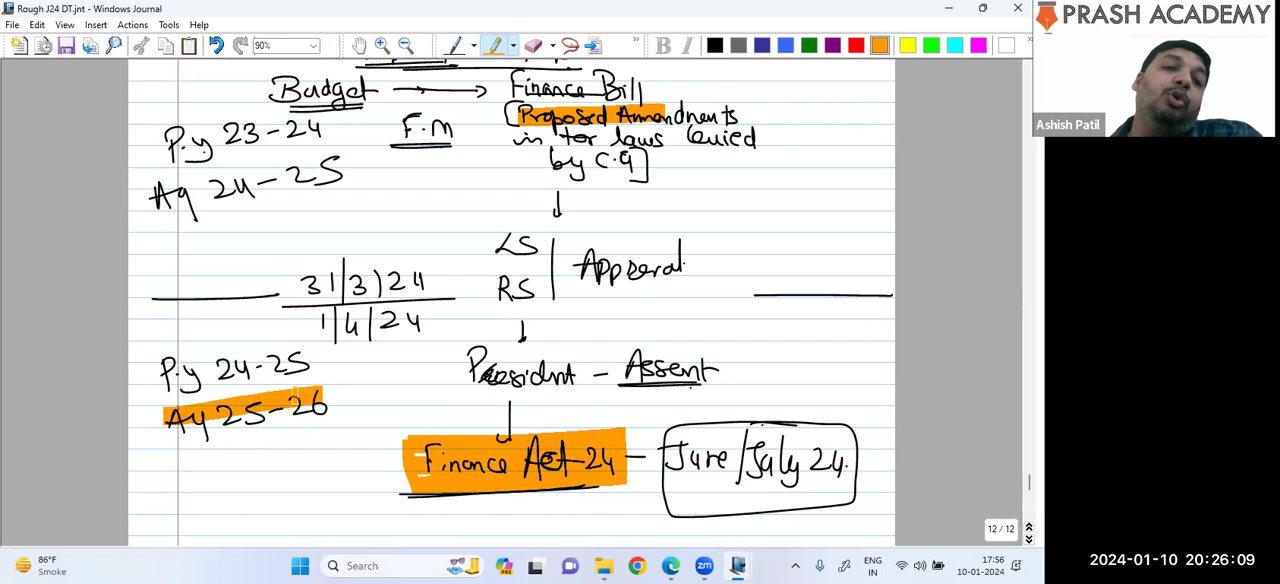 Rough J24 DT.jnt - Windows Journal
File Edit View Insert Actions Tools Help
90%
B I
PRASH ACADEMY
Ashish Patil
Budget → Finance Bill
[Proposed Amendments
in tax laws levied
by C.G]
F.M
P.y 23-24
Ay 24-25
LS
RS
Approval
31/3/24
1/4/24
P.y 24-25
Ay 25-26
President - Assent
Finance Act 24 - June/July 24.
12/12
86°F
Smoke
Search
ENG
IN
17:56
10-01-2024
2024-01-10 20:26:09